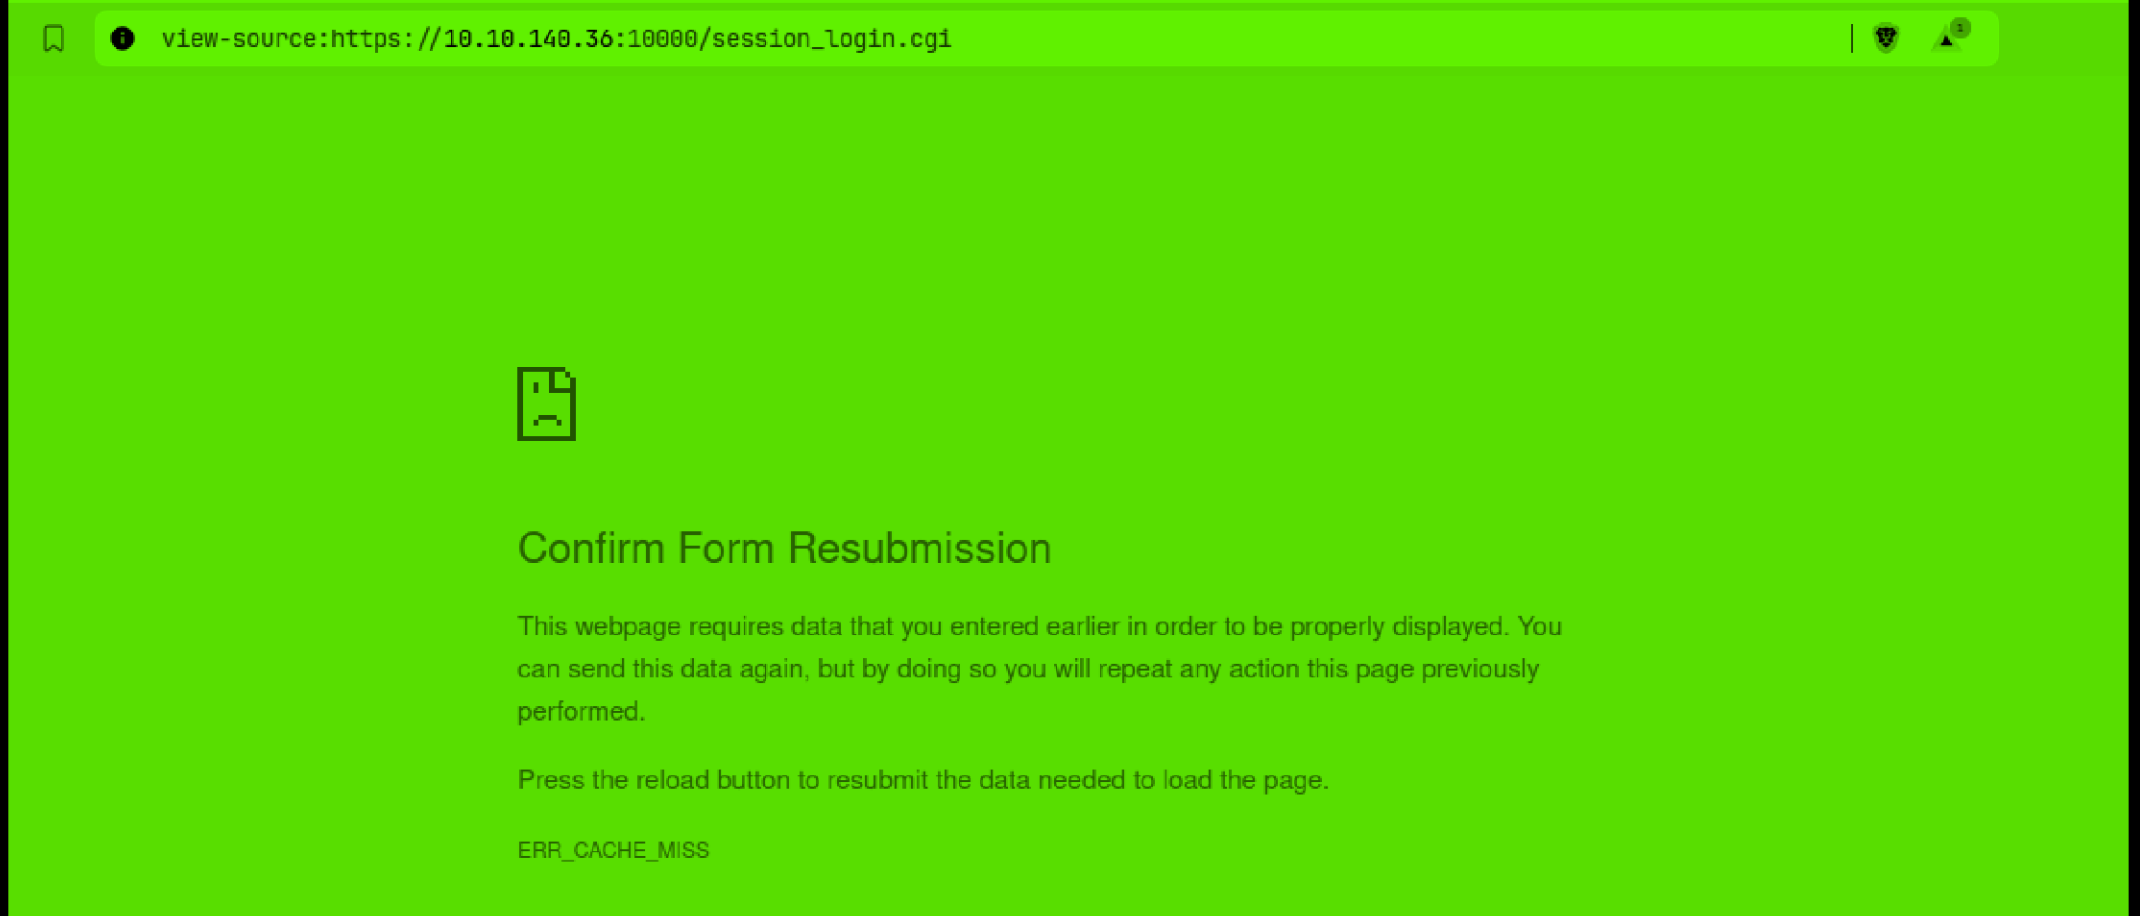 view-source:https://10.10.140.36:10000/session_login.cgi
1
Confirm Form Resubmission
This webpage requires data that you entered earlier in order to be properly displayed. You
can send this data again, but by doing so you will repeat any action this page previously
performed.
Press the reload button to resubmit the data needed to load the page.
ERR_CACHE_MISS